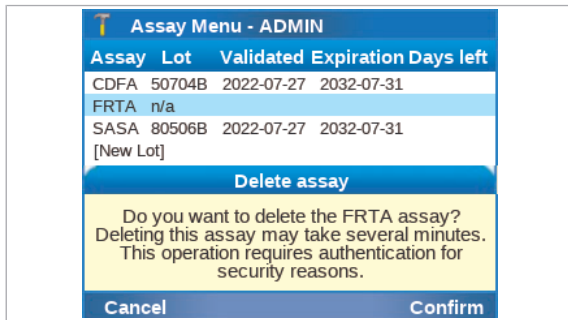 Assay Menu - ADMIN
Assay Lot Validated Expiration Days left
CDFA 50704B 2022-07-27 2032-07-31
FRTA n/a
SASA 80506B 2022-07-27 2032-07-31
[New Lot]
Delete assay
Do you want to delete the FRTA assay?
Deleting this assay may take several minutes.
This operation requires authentication for
security reasons.
Cancel Confirm